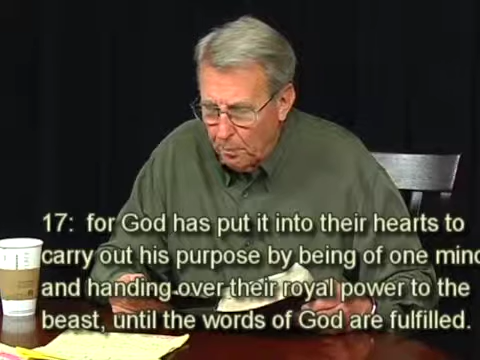 17:  for God has put it into their hearts to
carry out his purpose by being of one mind
and handing over their royal power to the
beast, until the words of God are fulfilled.